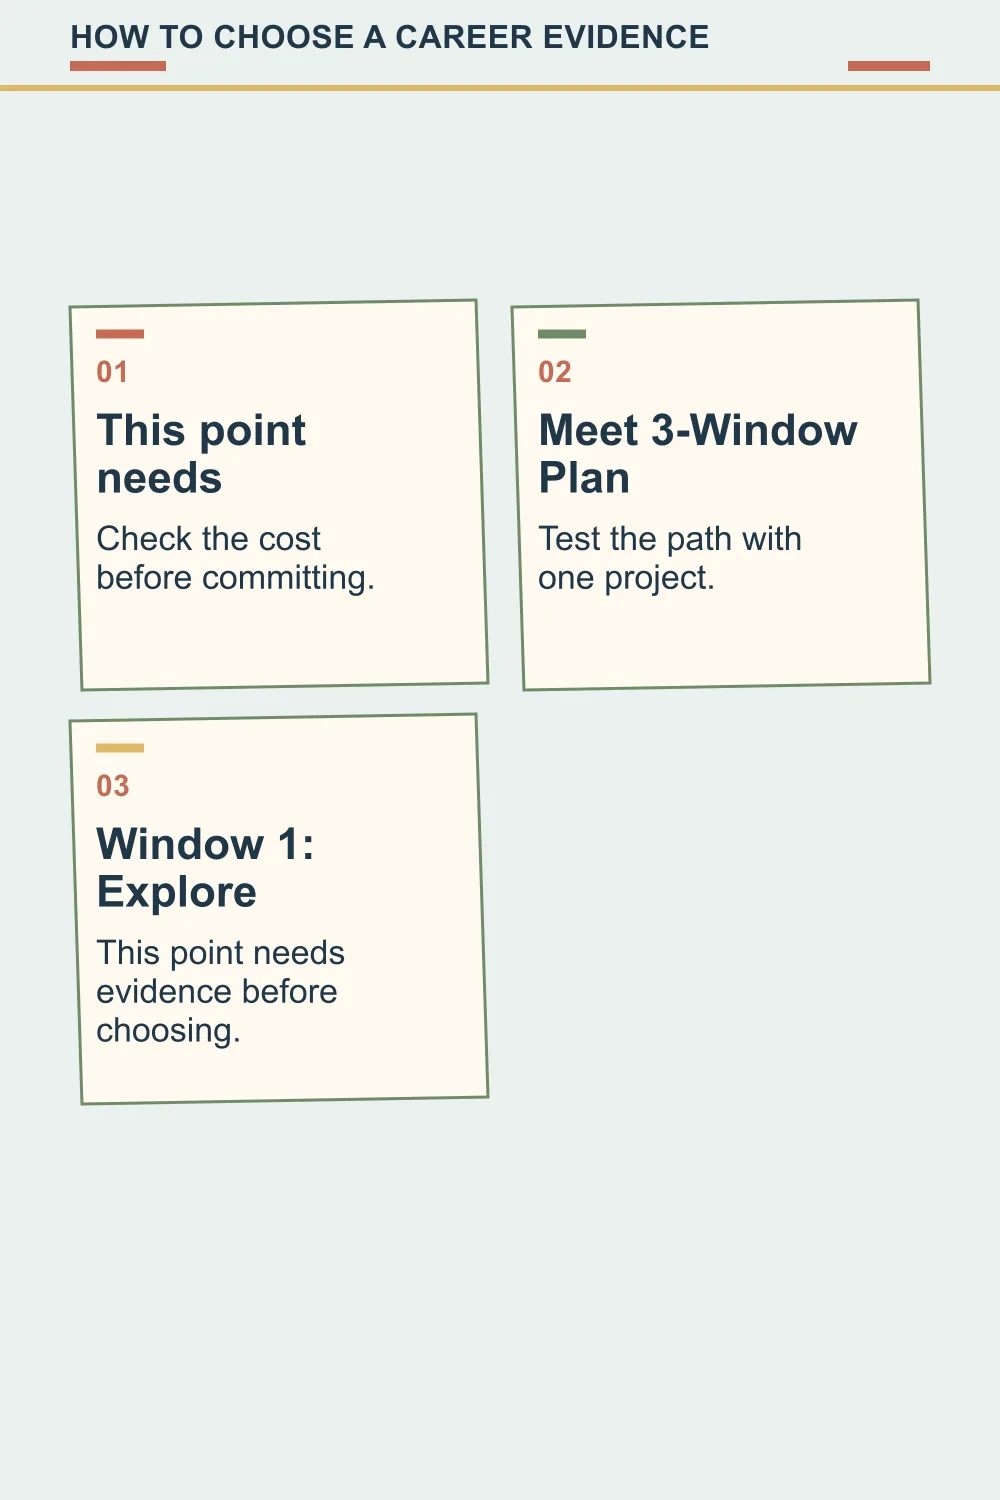 HOW TO CHOOSE A CAREER EVIDENCE
01
This point
needs
Check the cost
before committing.
02
Meet 3-Window
Plan
Test the path with
one project.
03
Window 1:
Explore
This point needs
evidence before
choosing.